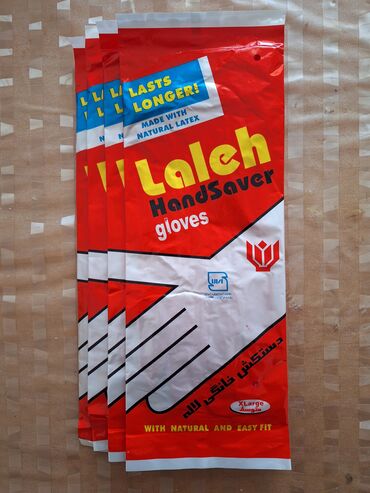 LASTS
LONGER!
MADE WITH
NATURAL LATEX
Laleh
HandSaver
gloves
دستکش خانگی لاله
XLarge
WITH NATURAL AND EASY FIT